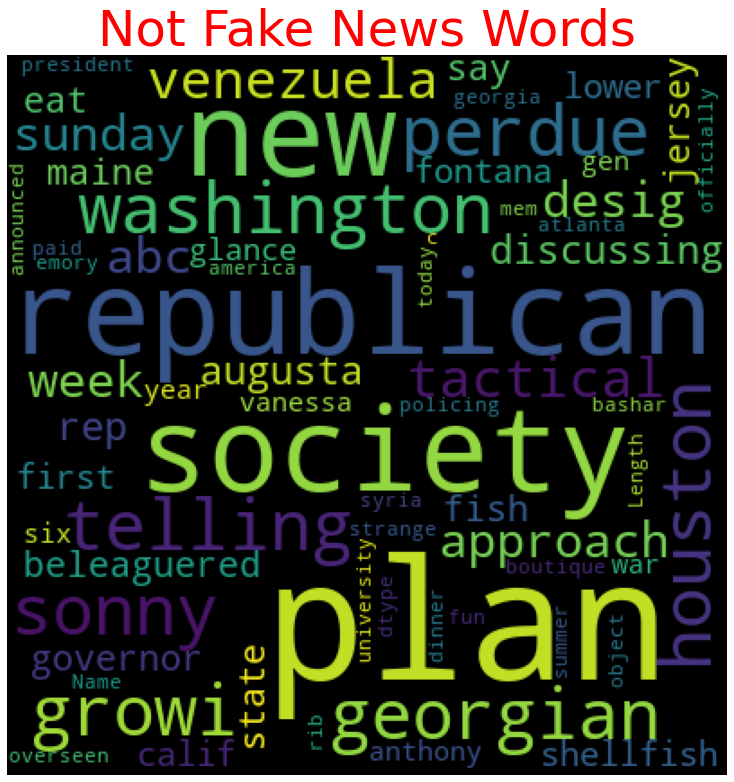 Not Fake News Words
president
venezuela
say
georgia
lower
jersey
officially
eat
sunday
new
perdue
maine
fontana
gen
announced
washington
mem
desig
atlanta
paid
emory
abc
glance
america
today
discussing
republican
week
year
augusta
tactical
vanessa
policing
bashar
rep
society
houston
first
Length
telling
syria
fish
six
strange
approach
beleaguered
boutique
war
university
dtype
dinner
fun
plan
summer
object
sonny
governor
Name
state
growi
georgian
rib
overseen
calif
anthony
shellfish